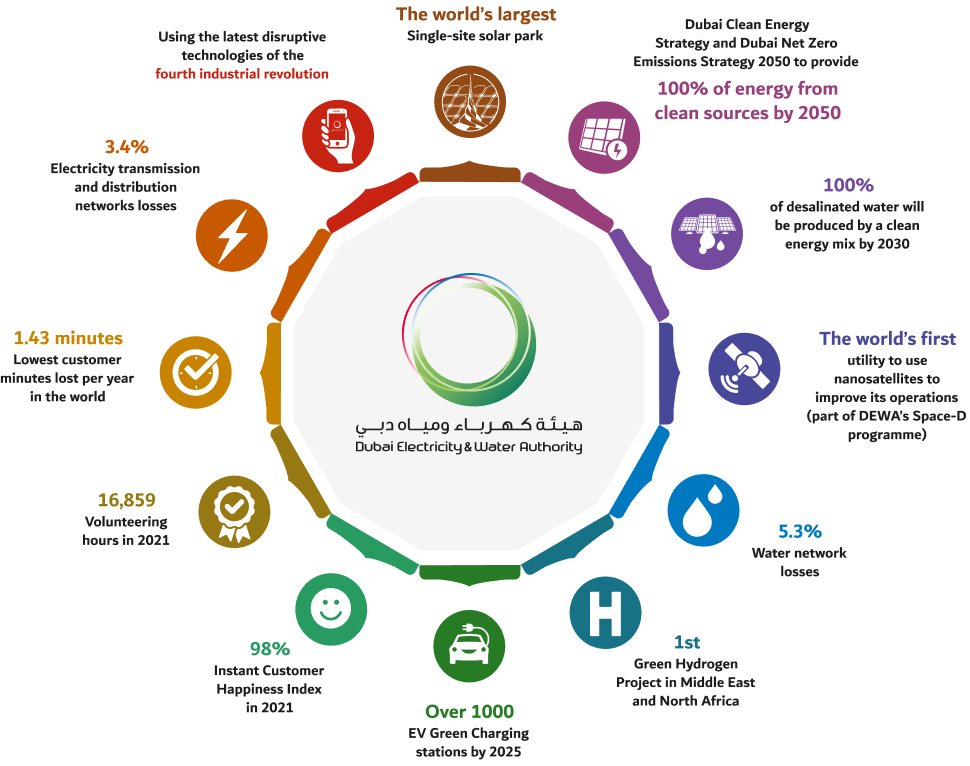 The world's largest
Single-site solar park
Dubai Clean Energy
Strategy and Dubai Net Zero
Emissions Strategy 2050 to provide
100% of energy from
clean sources by 2050
100%
of desalinated water will
be produced by a clean
energy mix by 2030
The world's first
utility to use
nanosatellites to
improve its operations
(part of DEWA's Space-D
programme)
5.3%
Water network
losses
1st
Green Hydrogen
Project in Middle East
and North Africa
H
Over 1000
EV Green Charging
stations by 2025
98%
Instant Customer
Happiness Index
in 2021
16,859
Volunteering
hours in 2021
1.43 minutes
Lowest customer
minutes lost per year
in the world
3.4%
Electricity transmission
and distribution
networks losses
Using the latest disruptive
technologies of the
fourth industrial revolution
هيئة كهرباء ومياه دبي
Dubai Electricity & Water Authority